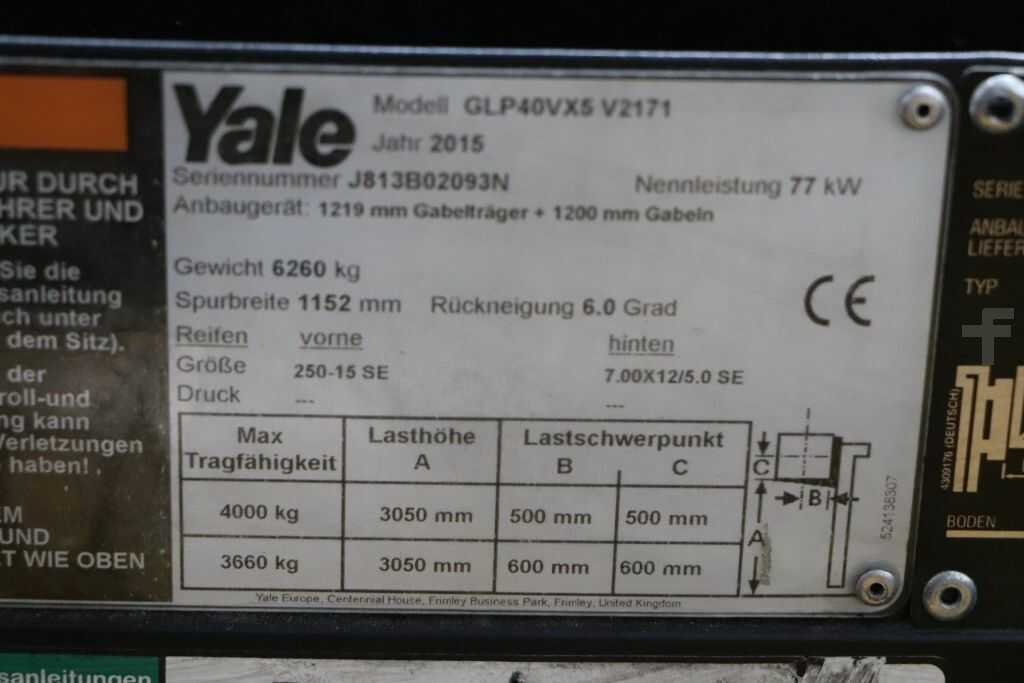 Yale
Modell GLP40VX5 V2171
Jahr 2015
Seriennummer J813B02093N
Nennleistung 77 kW
Anbaugerät: 1219 mm Gabelträger + 1200 mm Gabeln
Gewicht 6260 kg
Spurbreite 1152 mm Rückneigung 6.0 Grad
Reifen vorne hinten
Größe 250-15 SE 7.00X12/5.0 SE
Druck --- ---
Max Tragfähigkeit Lasthöhe A Lastschwerpunkt B C
4000 kg 3050 mm 500 mm 500 mm
3660 kg 3050 mm 600 mm 600 mm
Yale Europe, Centennial House, Frimley Business Park, Frimley, United Kingdom
C
B
A
524138307
CE
UR DURCH
HRER UND
KER
Sie die
sanleitung
ch unter
dem Sitz).
der
roll-und
ng kann
Verletzungen
haben!
EM
UND
T WIE OBEN
sanleitungen
SERIE
ANBAU
LIEFER
TYP
f
4309176 (DEUTSCH)
BODEN